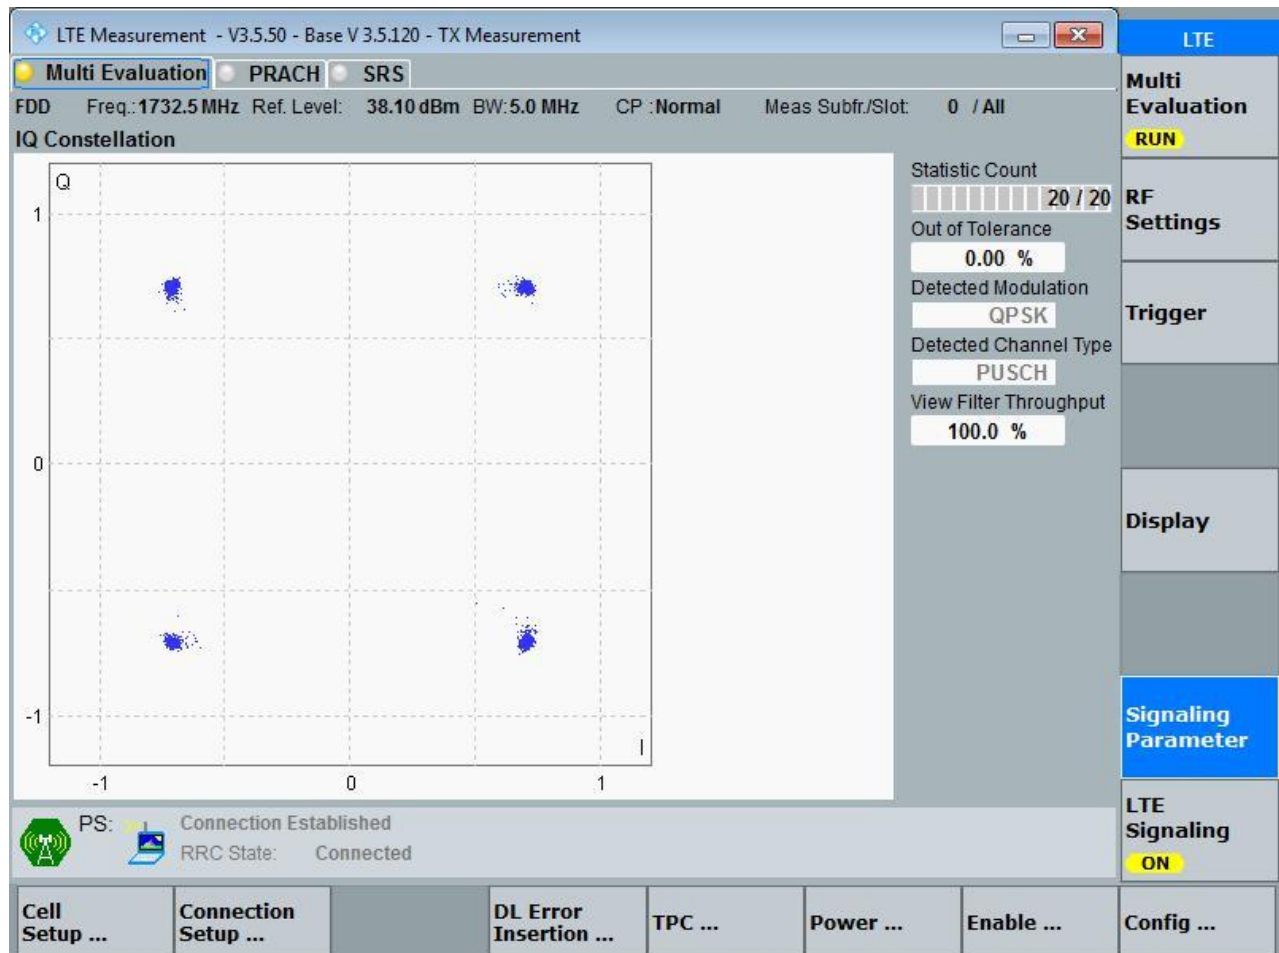 LTE Measurement - V3.5.50 - Base V 3.5.120 - TX Measurement
LTE
Multi Evaluation PRACH SRS
FDD Freq.: 1732.5 MHz Ref. Level: 38.10 dBm BW: 5.0 MHz CP : Normal Meas Subfr./Slot: 0 / All
IQ Constellation
Q
1
0
-1
I
-1 0 1
Statistic Count
20 / 20
Out of Tolerance
0.00 %
Detected Modulation
QPSK
Detected Channel Type
PUSCH
View Filter Throughput
100.0 %
Multi
Evaluation
RUN
RF
Settings
Trigger
Display
Signaling
Parameter
LTE
Signaling
ON
PS: Connection Established
RRC State: Connected
Cell
Setup ...
Connection
Setup ...
DL Error
Insertion ...
TPC ...
Power ...
Enable ...
Config ...